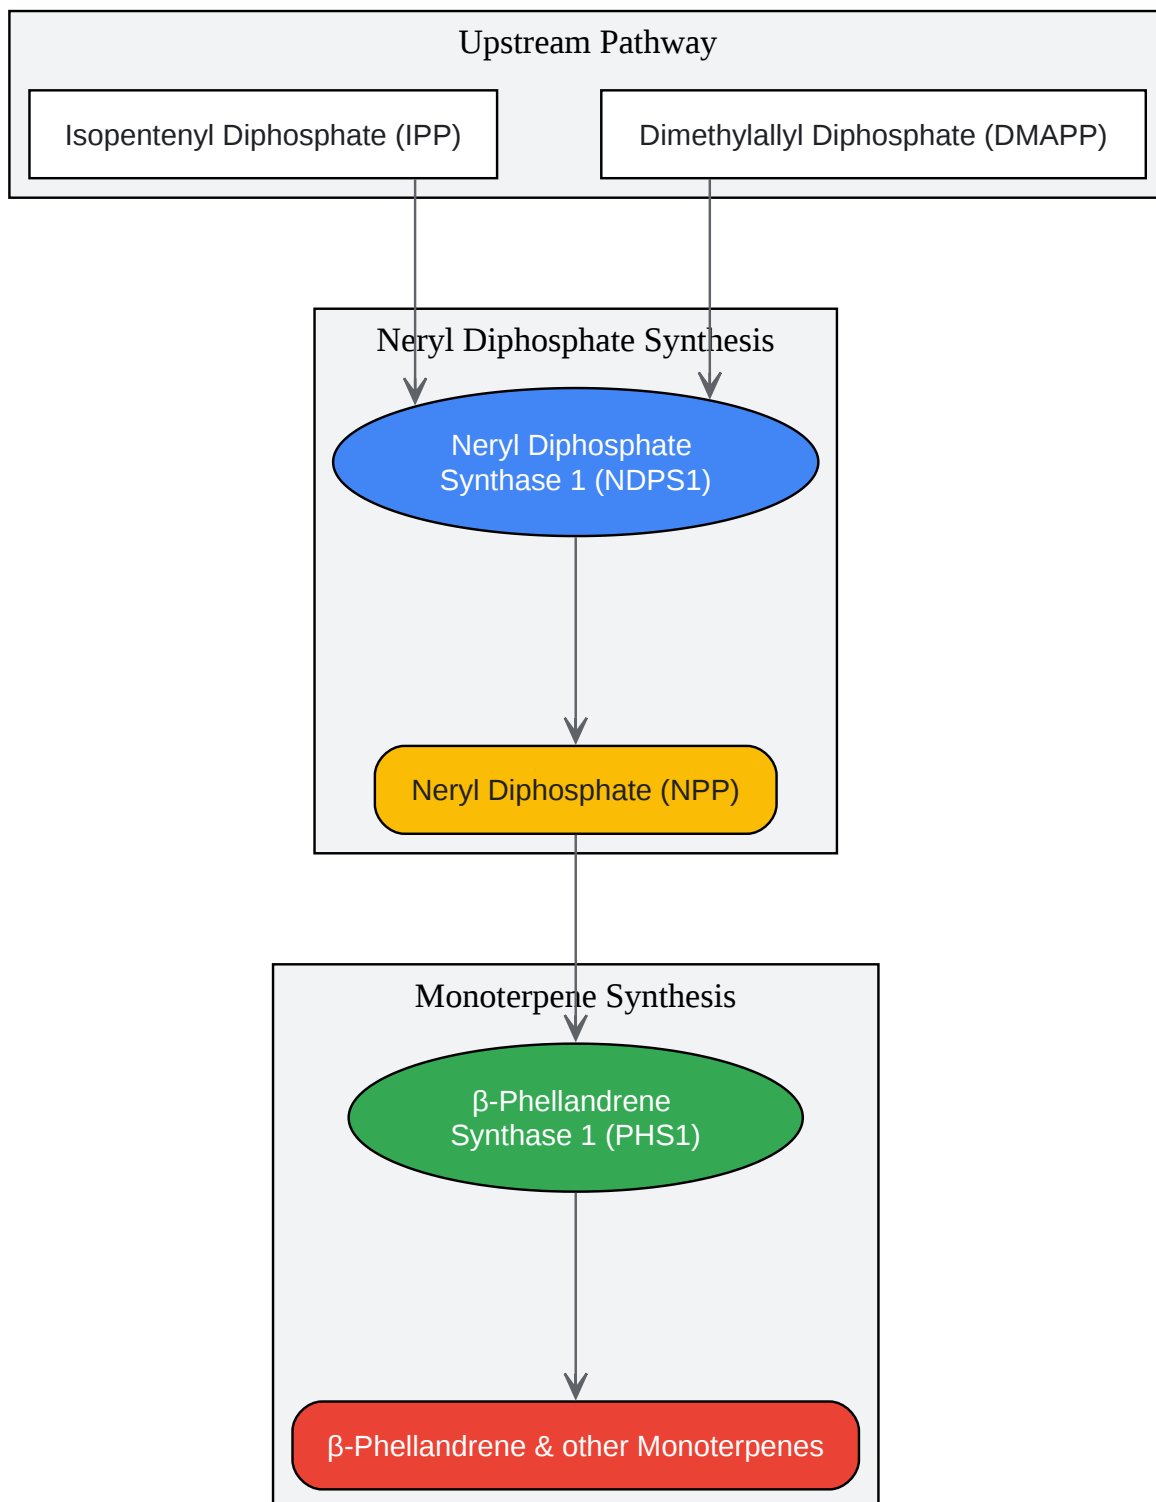 Upstream Pathway
Isopentenyl Diphosphate (IPP)
Dimethylallyl Diphosphate (DMAPP)
Neryl Diphosphate Synthesis
Neryl Diphosphate
Synthase 1 (NDPS1)
Neryl Diphosphate (NPP)
Monoterpene Synthesis
β-Phellandrene
Synthase 1 (PHS1)
β-Phellandrene & other Monoterpenes